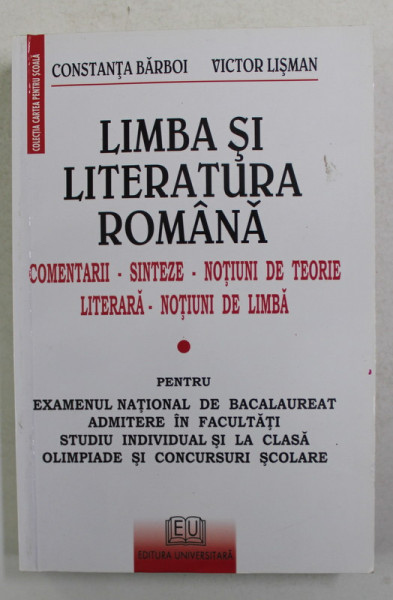 COLECȚIA CARTEA PENTRU ȘCOALĂ
CONSTANȚA BĂRBOI VICTOR LIȘMAN
LIMBA ȘI
LITERATURA
ROMÂNĂ
COMENTARII - SINTEZE - NOȚIUNI DE TEORIE
LITERARĂ - NOȚIUNI DE LIMBĂ
PENTRU
EXAMENUL NAȚIONAL DE BACALAUREAT
ADMITERE ÎN FACULTĂȚI
STUDIU INDIVIDUAL ȘI LA CLASĂ
OLIMPIADE ȘI CONCURSURI ȘCOLARE
EU
EDITURA UNIVERSITARĂ